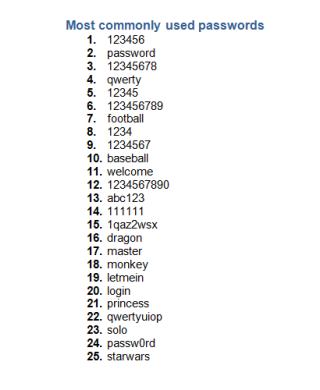 Most commonly used passwords
1. 123456
2. password
3. 12345678
4. qwerty
5. 12345
6. 123456789
7. football
8. 1234
9. 1234567
10. baseball
11. welcome
12. 1234567890
13. abc123
14. 111111
15. 1qaz2wsx
16. dragon
17. master
18. monkey
19. letmein
20. login
21. princess
22. qwertyuiop
23. solo
24. passw0rd
25. starwars